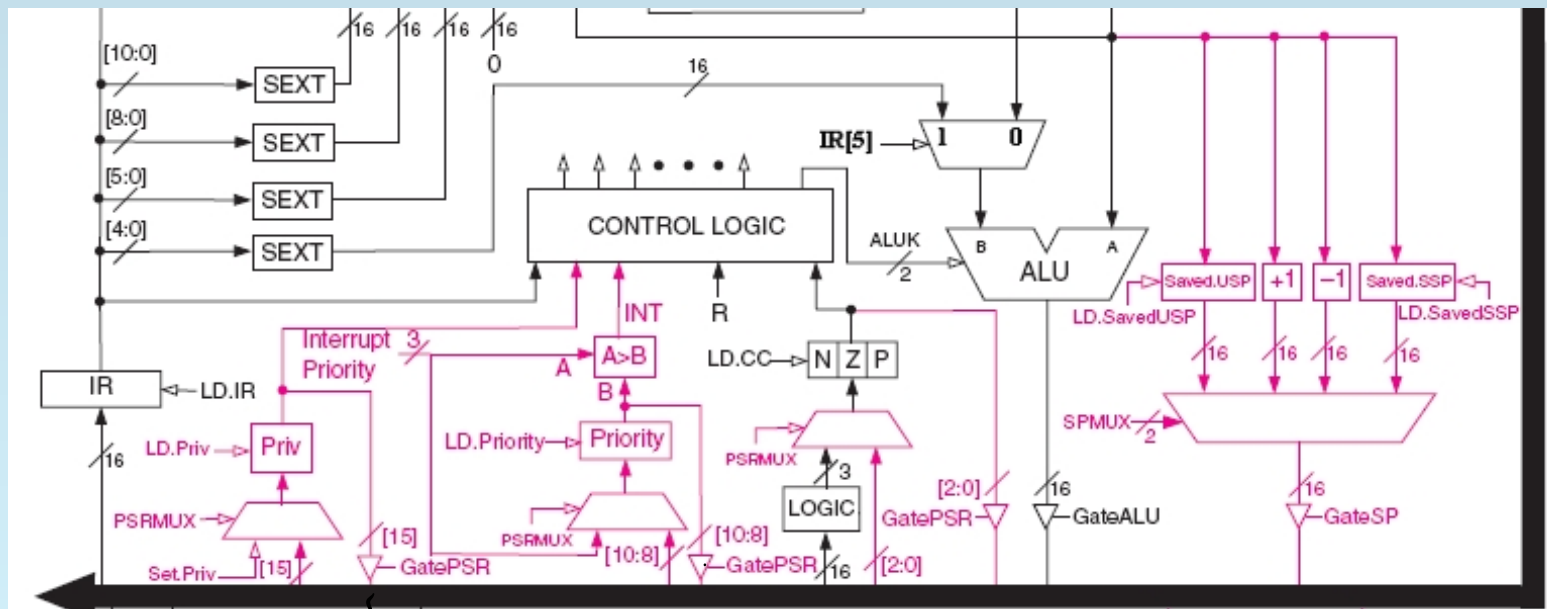 16 16 16 16
[10:0]
0
16
SEXT
[8:0]
SEXT
IR[5]
1 0
[5:0]
SEXT
CONTROL LOGIC
[4:0]
SEXT
ALUK
2
B A
ALU
Saved.USP +1 −1 Saved.SSP
LD.SavedUSP
LD.SavedSSP
INT
R
Interrupt
Priority
3
A
A>B
B
LD.CC
N Z P
16 16 16 16
IR
LD.IR
16
LD.Priv
Priv
LD.Priority
Priority
PSRMUX
SPMUX
2
3
LOGIC
[2:0]
16
16
PSRMUX
PSRMUX
GatePSR
GateALU
GateSP
[15]
[10:8]
[10:8]
Set.Priv
[15]
GatePSR
GatePSR
16
[2:0]